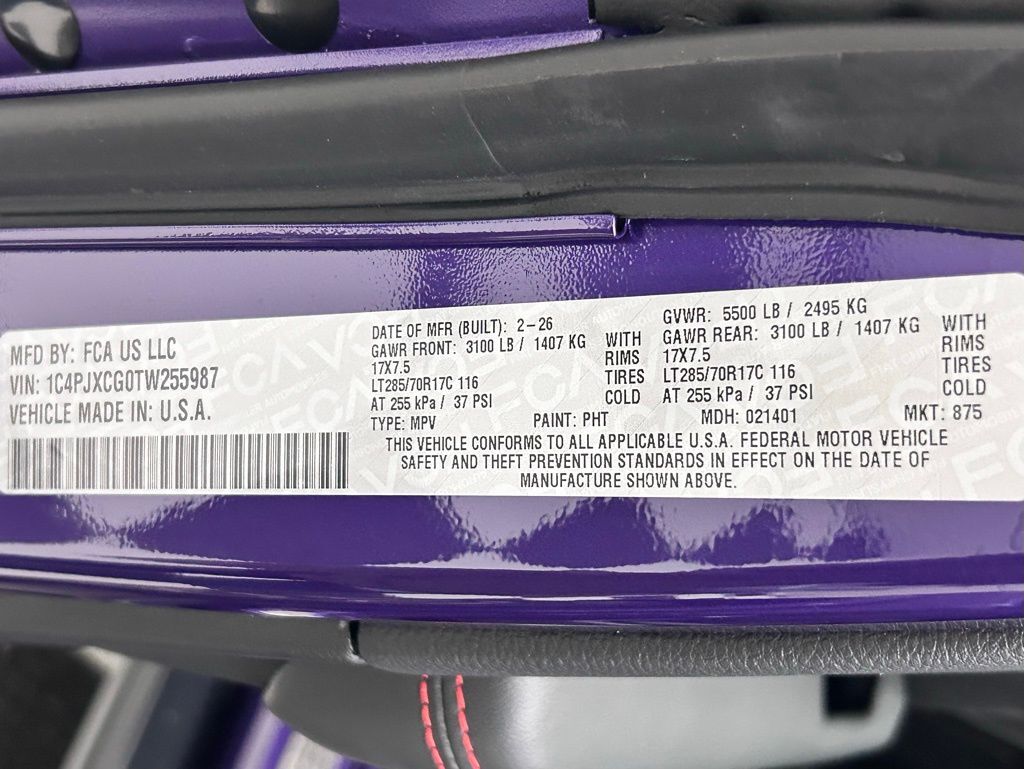 MFD BY: FCA US LLC
VIN: 1C4PJXCG0TW255987
VEHICLE MADE IN: U.S.A.
DATE OF MFR (BUILT): 2-26
GAWR FRONT: 3100 LB / 1407 KG WITH
17X7.5 RIMS
LT285/70R17C 116 TIRES
AT 255 kPa / 37 PSI COLD
GVWR: 5500 LB / 2495 KG
GAWR REAR: 3100 LB / 1407 KG WITH
17X7.5 RIMS
LT285/70R17C 116 TIRES
AT 255 kPa / 37 PSI COLD
TYPE: MPV PAINT: PHT MDH: 021401 MKT: 875
THIS VEHICLE CONFORMS TO ALL APPLICABLE U.S.A. FEDERAL MOTOR VEHICLE
SAFETY AND THEFT PREVENTION STANDARDS IN EFFECT ON THE DATE OF
MANUFACTURE SHOWN ABOVE.